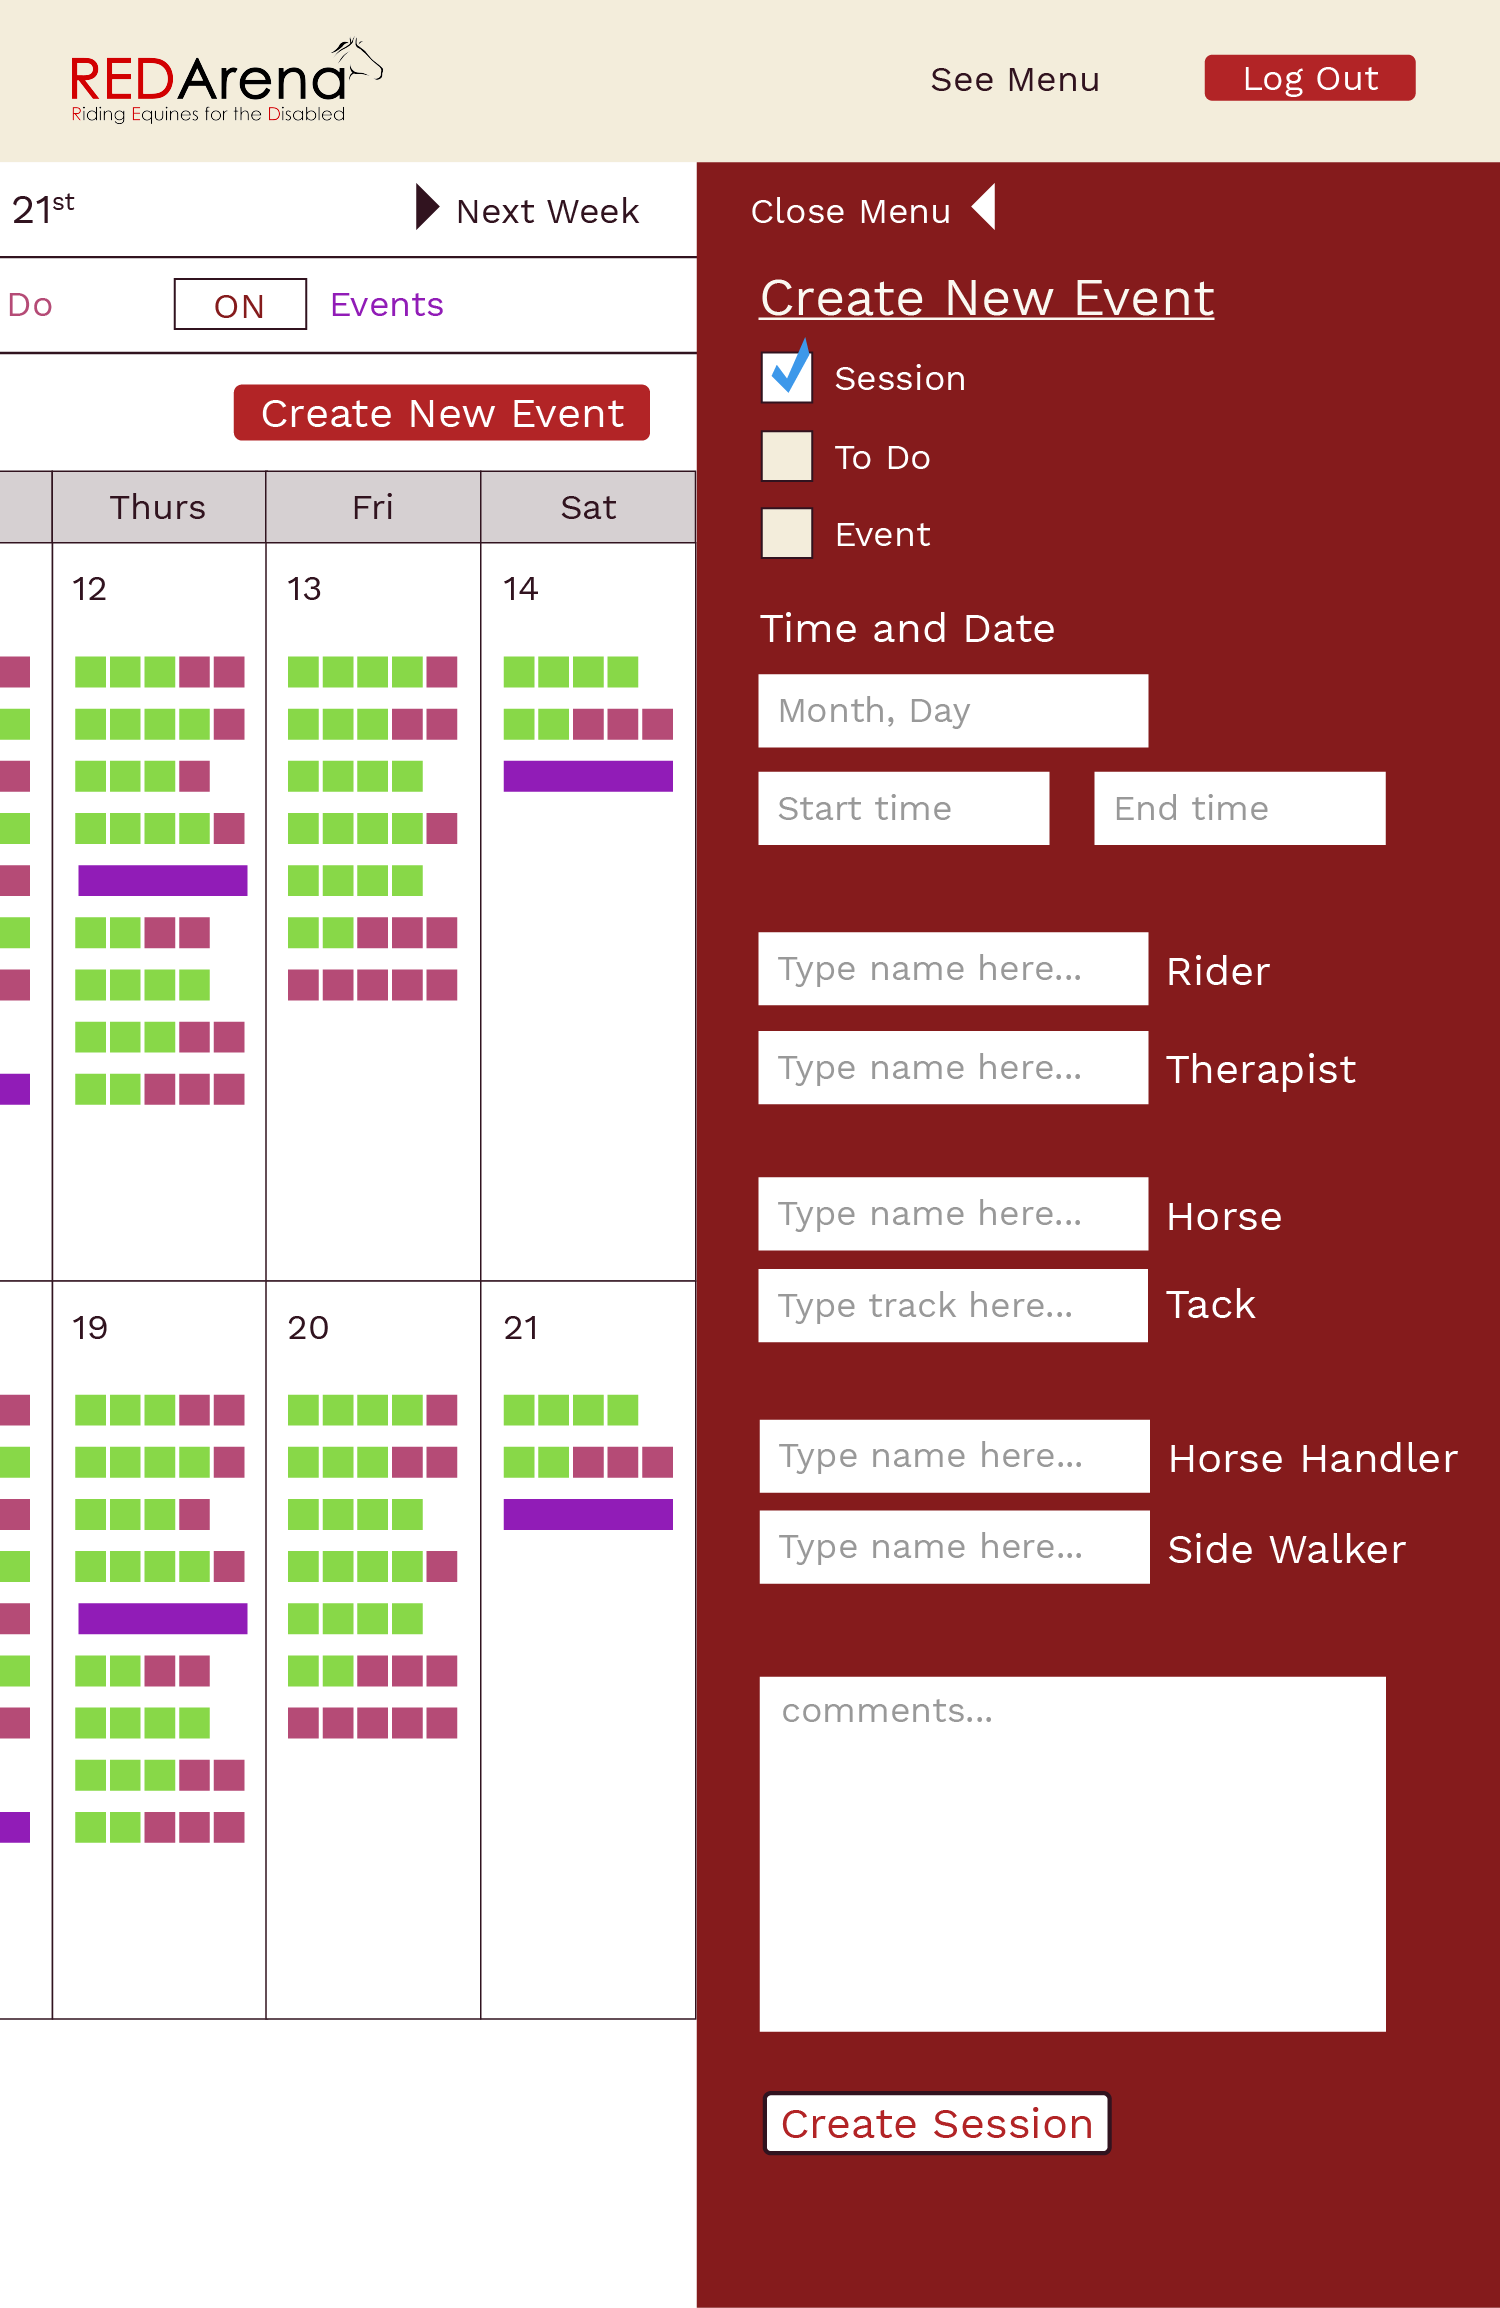 REDArena
Riding Equines for the Disabled
See Menu
Log Out
21st
Next Week
Do
ON
Events
Create New Event
Thurs
Fri
Sat
12
13
14
19
20
21
Close Menu
Create New Event
Session
To Do
Event
Time and Date
Month, Day
Start time
End time
Type name here...
Rider
Type name here...
Therapist
Type name here...
Horse
Type track here...
Tack
Type name here...
Horse Handler
Type name here...
Side Walker
comments...
Create Session